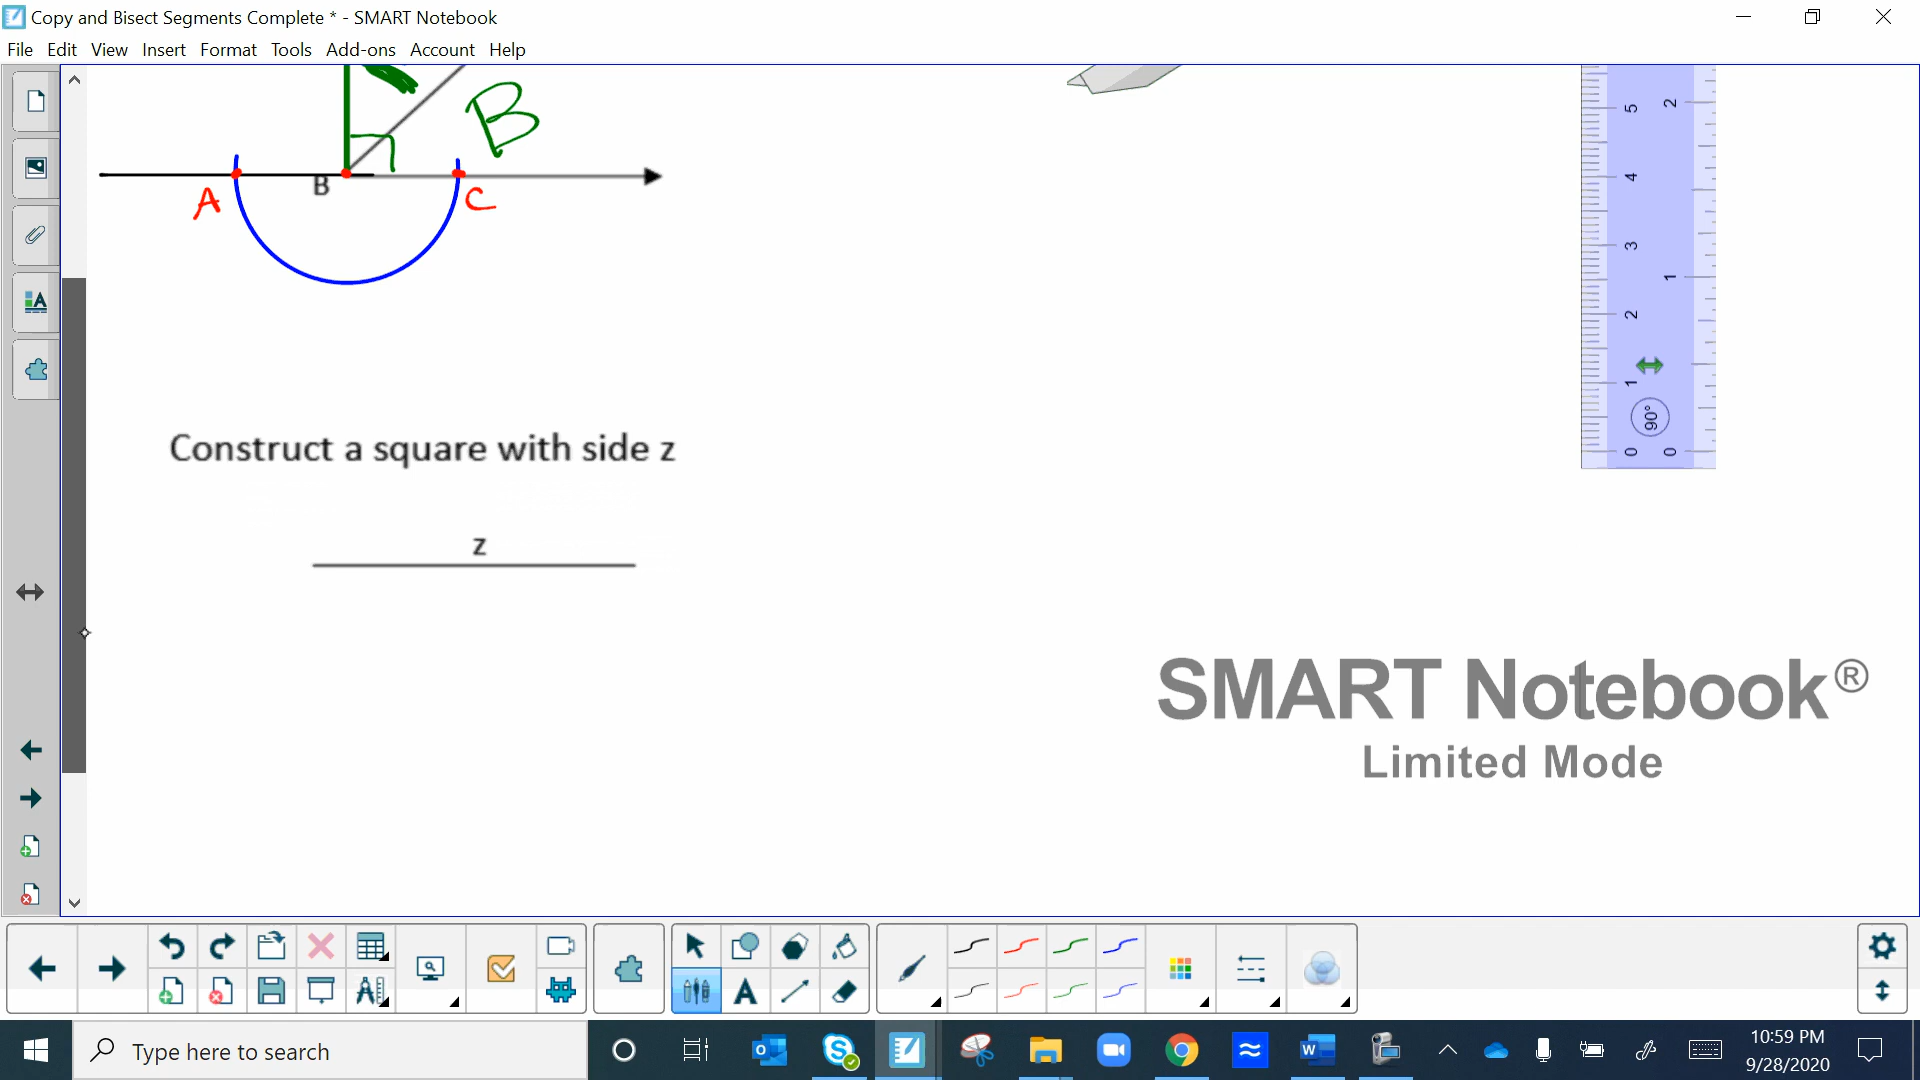 Copy and Bisect Segments Complete * - SMART Notebook
File Edit View Insert Format Tools Add-ons Account Help
B
A
B
C
5
4
3
2
1
0
2
1
0
90°
Construct a square with side z
z
SMART Notebook®
Limited Mode
A
Type here to search
10:59 PM
9/28/2020